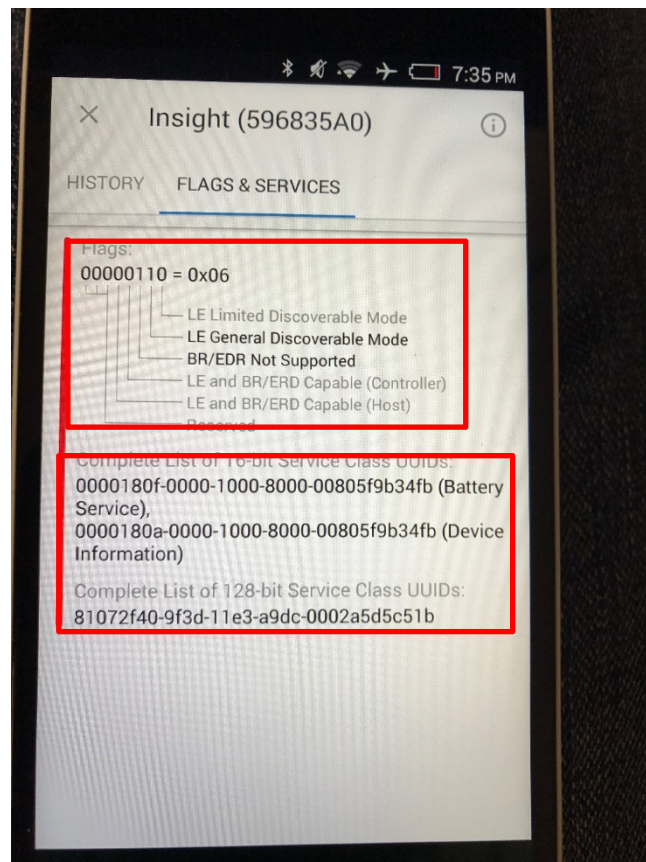 7:35 PM
Insight (596835A0)
HISTORY FLAGS & SERVICES
Flags:
00000110 = 0x06
LE Limited Discoverable Mode
LE General Discoverable Mode
BR/EDR Not Supported
LE and BR/ERD Capable (Controller)
LE and BR/ERD Capable (Host)
Reserved
Complete List of 16-bit Service Class UUIDs:
0000180f-0000-1000-8000-00805f9b34fb (Battery
Service),
0000180a-0000-1000-8000-00805f9b34fb (Device
Information)
Complete List of 128-bit Service Class UUIDs:
81072f40-9f3d-11e3-a9dc-0002a5d5c51b